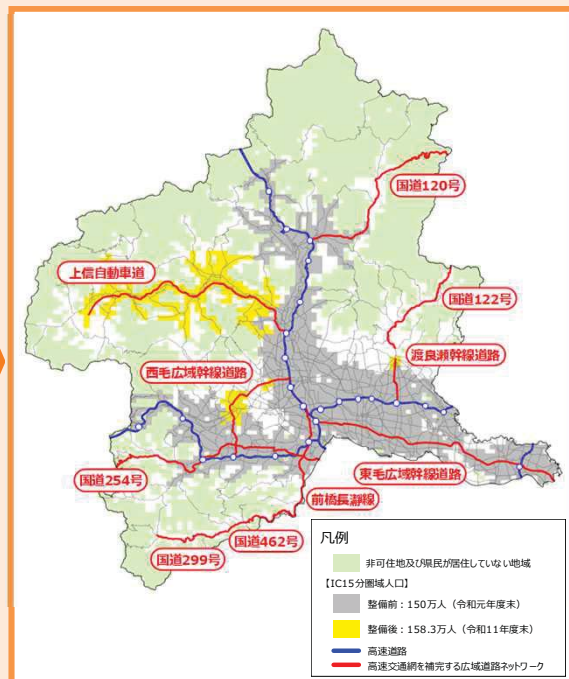 国道120号
上信自動車道
国道122号
渡良瀬幹線道路
西毛広域幹線道路
東毛広域幹線道路
国道254号
前橋長瀞線
国道462号
国道299号
凡例
非可住地及び県民が居住していない地域
【IC15分圏域人口】
整備前：150万人（令和元年度末）
整備後：158.3万人（令和11年度末）
高速道路
高速交通網を補完する広域道路ネットワーク